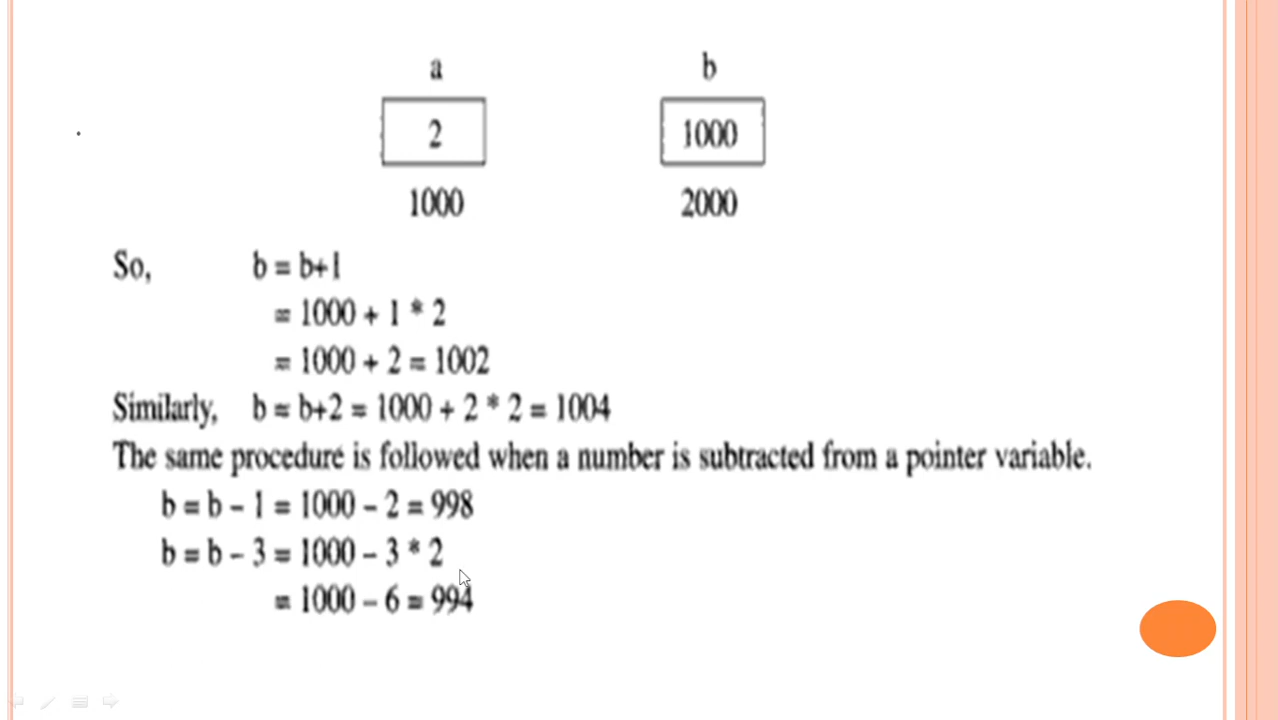 a b
2 1000
1000 2000
So, b = b+1
= 1000 + 1 * 2
= 1000 + 2 = 1002
Similarly, b = b+2 = 1000 + 2 * 2 = 1004
The same procedure is followed when a number is subtracted from a pointer variable.
b = b – 1 = 1000 – 2 = 998
b = b – 3 = 1000 – 3 * 2
= 1000 – 6 = 994